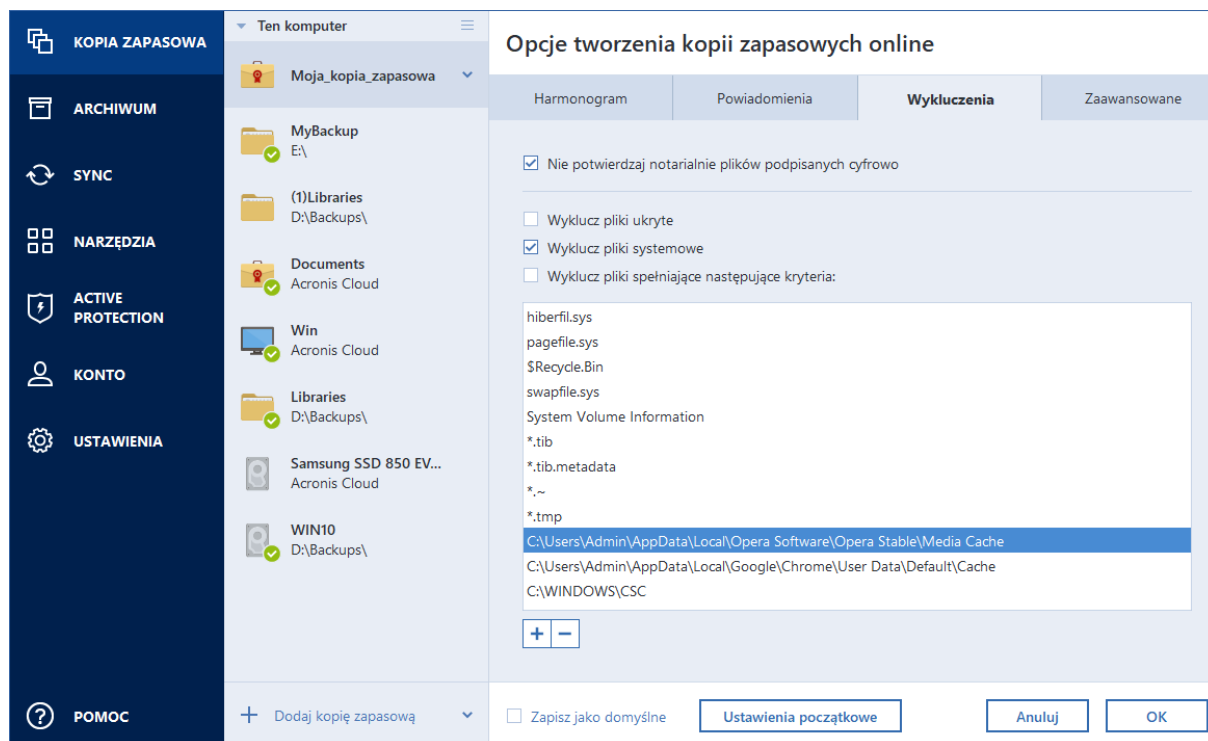 KOPIA ZAPASOWA
ARCHIWUM
SYNC
NARZĘDZIA
ACTIVE
PROTECTION
KONTO
USTAWIENIA
POMOC
Ten komputer
Moja_kopia_zapasowa
MyBackup
E:\
(1)Libraries
D:\Backups\
Documents
Acronis Cloud
Win
Acronis Cloud
Libraries
D:\Backups\
Samsung SSD 850 EV...
Acronis Cloud
WIN10
D:\Backups\
Dodaj kopię zapasową
Opcje tworzenia kopii zapasowych online
Harmonogram Powiadomienia Wykluczenia Zaawansowane
Nie potwierdzaj notarialnie plików podpisanych cyfrowo
Wyklucz pliki ukryte
Wyklucz pliki systemowe
Wyklucz pliki spełniające następujące kryteria:
hiberfil.sys
pagefile.sys
$Recycle.Bin
swapfile.sys
System Volume Information
*.tib
*.tib.metadata
*.~
*.tmp
C:\Users\Admin\AppData\Local\Opera Software\Opera Stable\Media Cache
C:\Users\Admin\AppData\Local\Google\Chrome\User Data\Default\Cache
C:\WINDOWS\CSC
Zapisz jako domyślne Ustawienia początkowe Anuluj OK